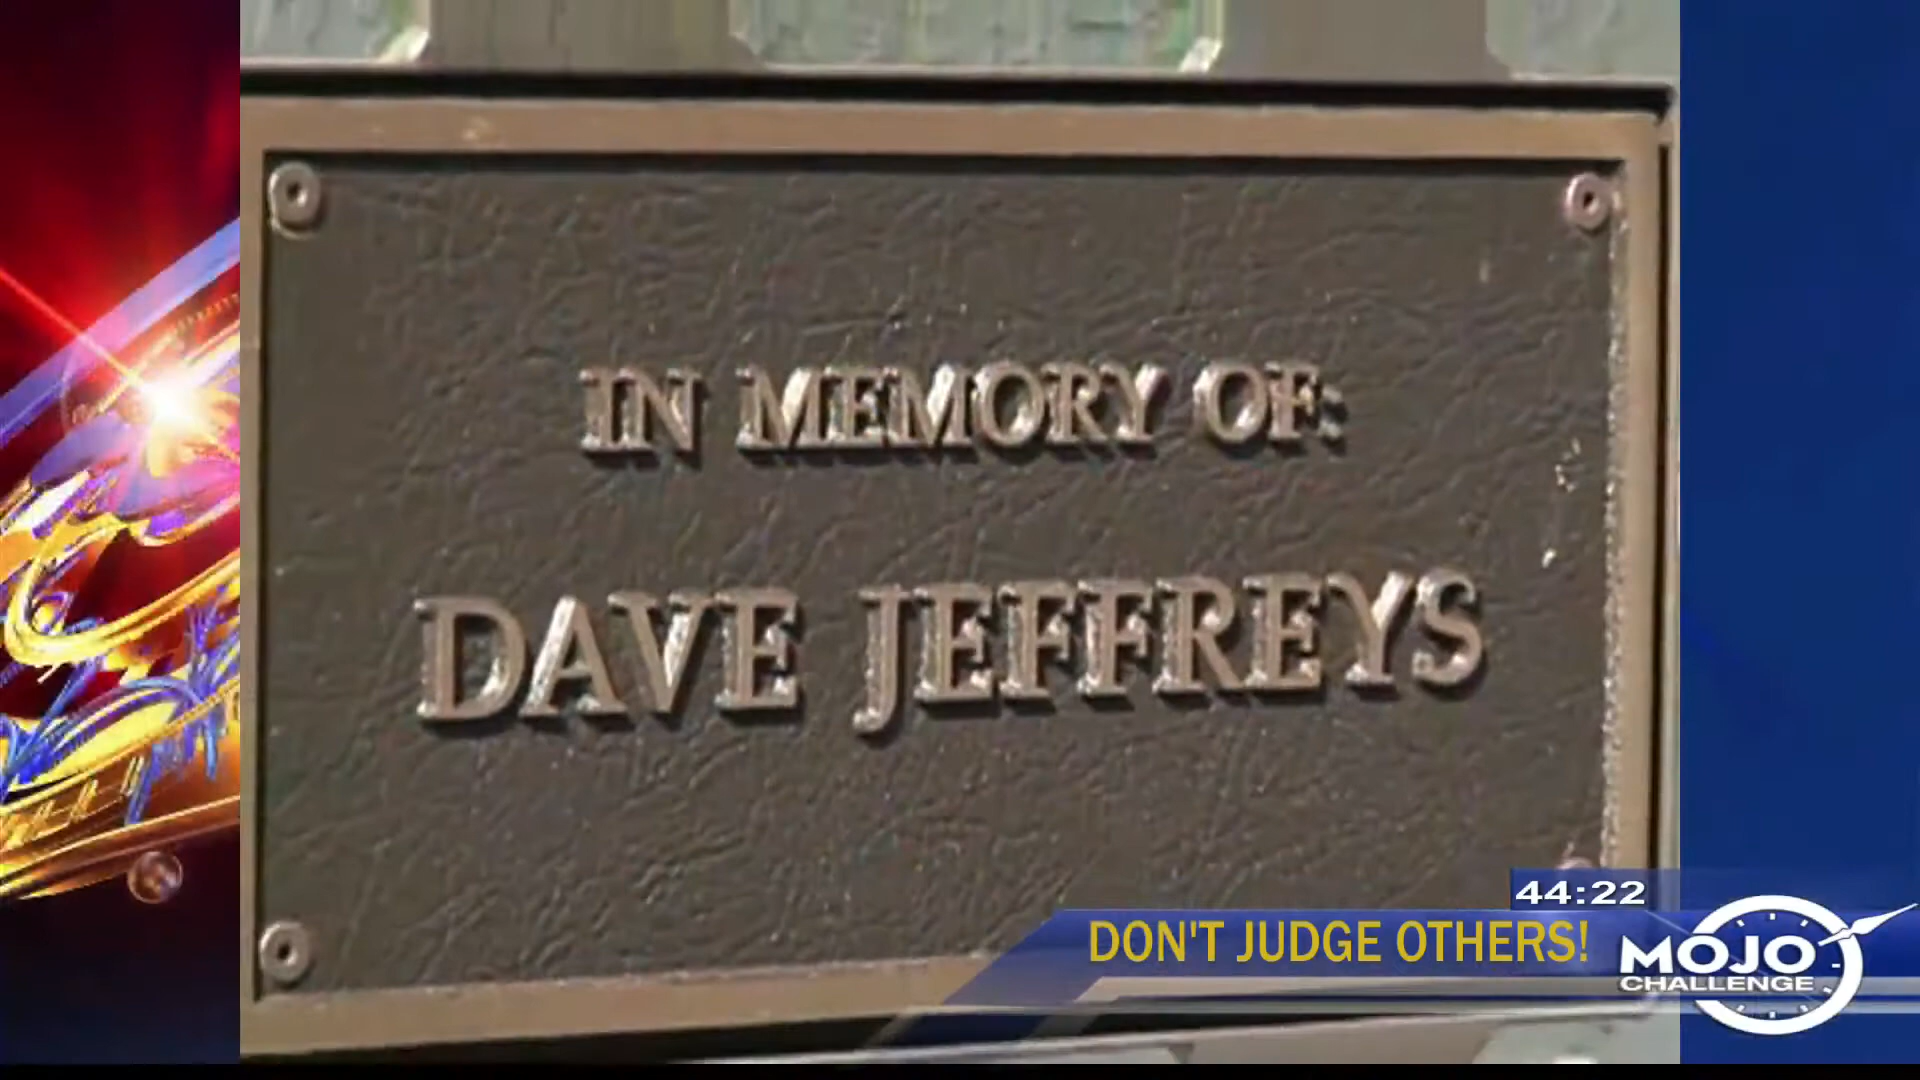 IN MEMORY OF:
DAVE JEFFREYS
44:22
DON'T JUDGE OTHERS!
MOJO
CHALLENGE